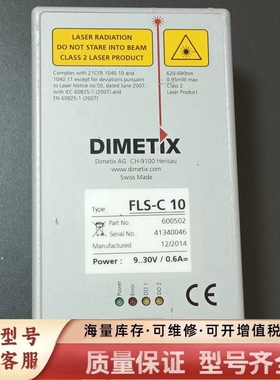 LASER RADIATION
DO NOT STARE INTO BEAM
CLASS 2 LASER PRODUCT
Complies with 21CFR 1040.10 and
1040.11 except for deviations pursuant
to Laser Notice no.50, dated June 2007,
with IEC 60825-1 (2007) and
EN 60825-1 (2007)
620-690nm
0.95mW max
Class 2
Laser Product
DIMETIX
Dimetix AG CH-9100 Herisau
www.dimetix.com
Swiss Made
Type: FLS-C 10
Part No: 600502
Serial No: 41340046
Manufactured 12/2014
Power : 9..30V / 0.6A=
Power
Error
DO 1
DO 2
CE
型号
客服
海量库存·可维修·可开增值税
质量保证 型号齐全